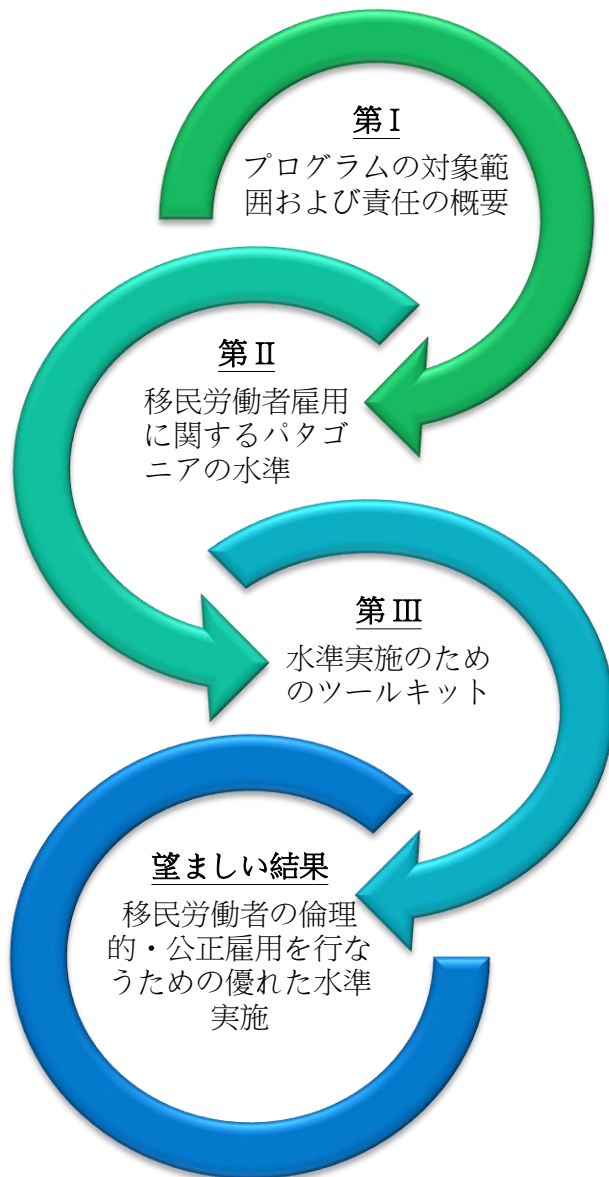 第Ⅰ
プログラムの対象範
囲および責任の概要
第Ⅱ
移民労働者雇用
に関するパタゴ
ニアの水準
第Ⅲ
水準実施のため
のツールキット
望ましい結果
移民労働者の倫理
的・公正雇用を行な
うための優れた水準
実施